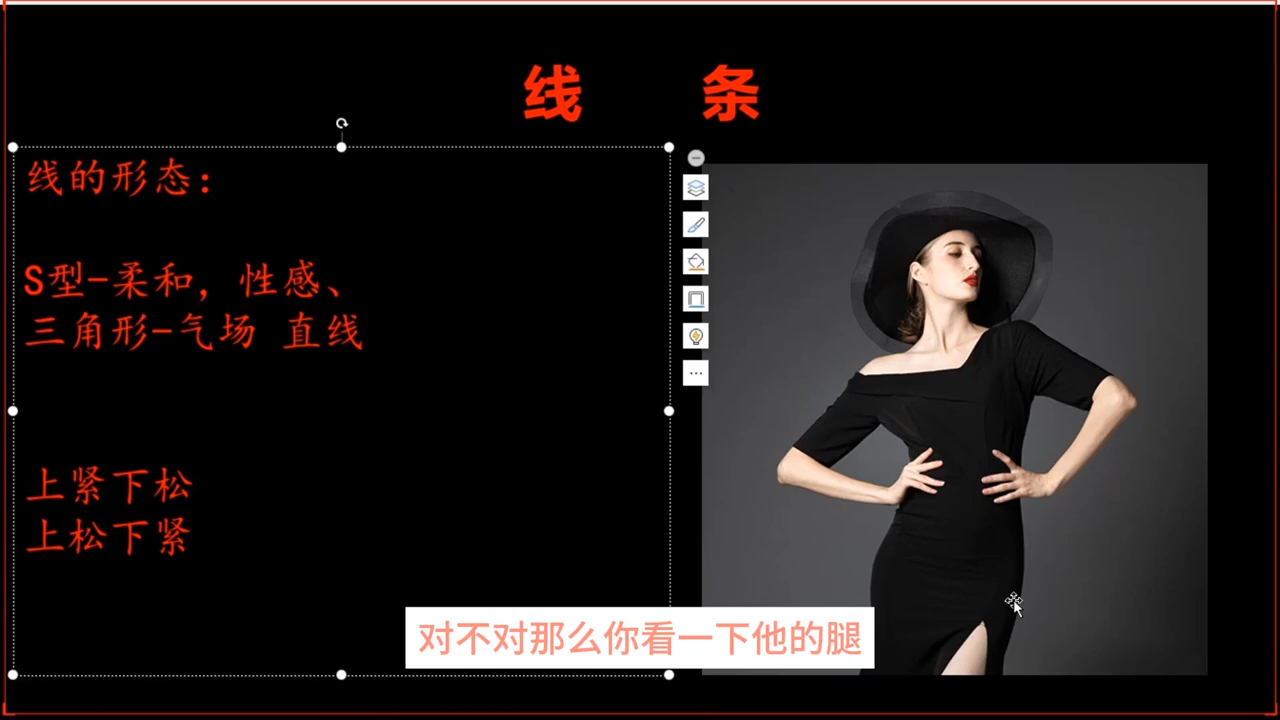 线 条
线的形态：
S型-柔和，性感、
三角形-气场 直线
上紧下松
上松下紧
对不对那么你看一下他的腿